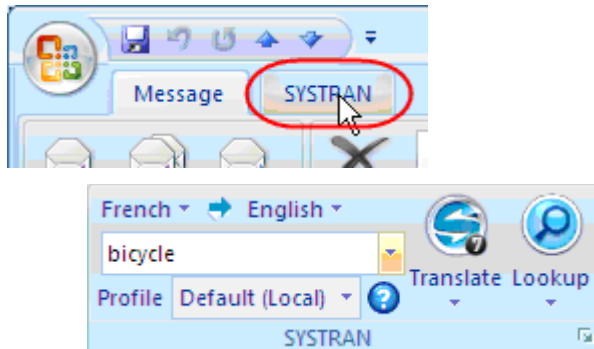 Message SYSTRAN
French English
bicycle
Translate Lookup
Profile Default (Local) ?
SYSTRAN